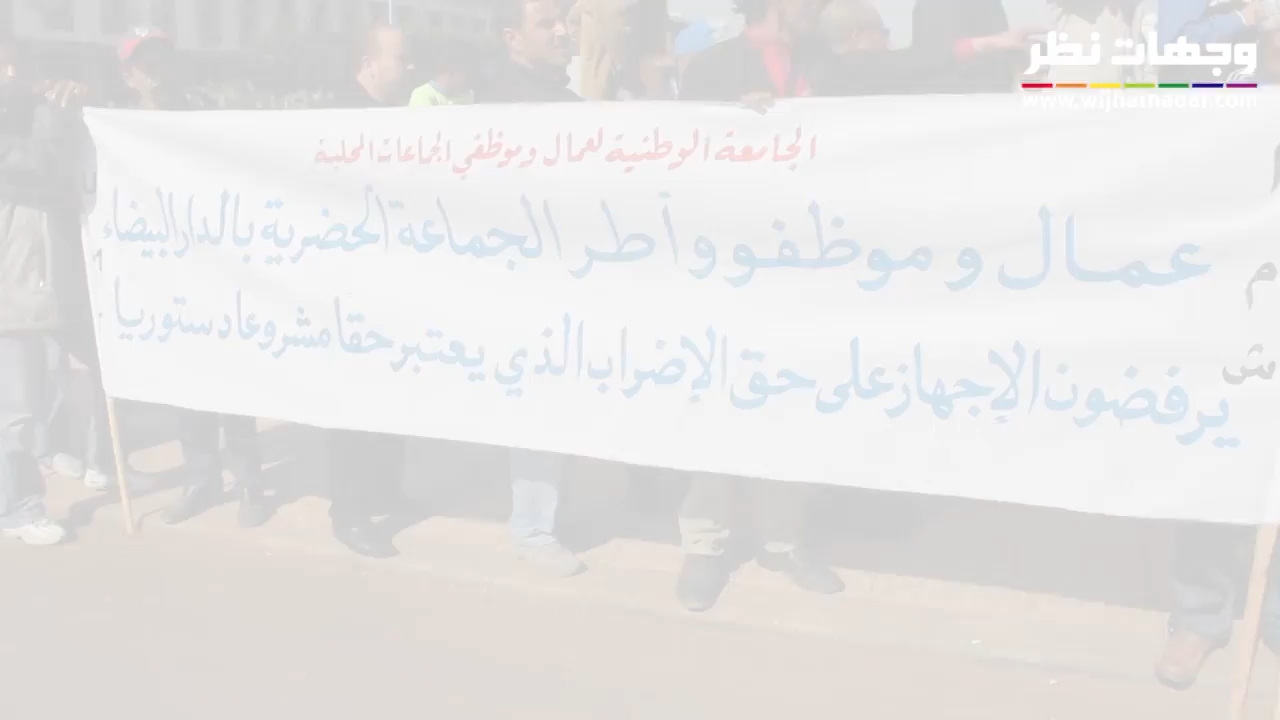 وجهات نظر
www.wijhatnadar.com
الجامعة الوطنية لعمال وموظفي الجماعات المحلية
عمال و موظفو وأطر الجماعة الحضرية بالدار البيضاء
يرفضون الإجهاز على حق الإضراب الذي يعتبر حقا مشروعا دستوريا